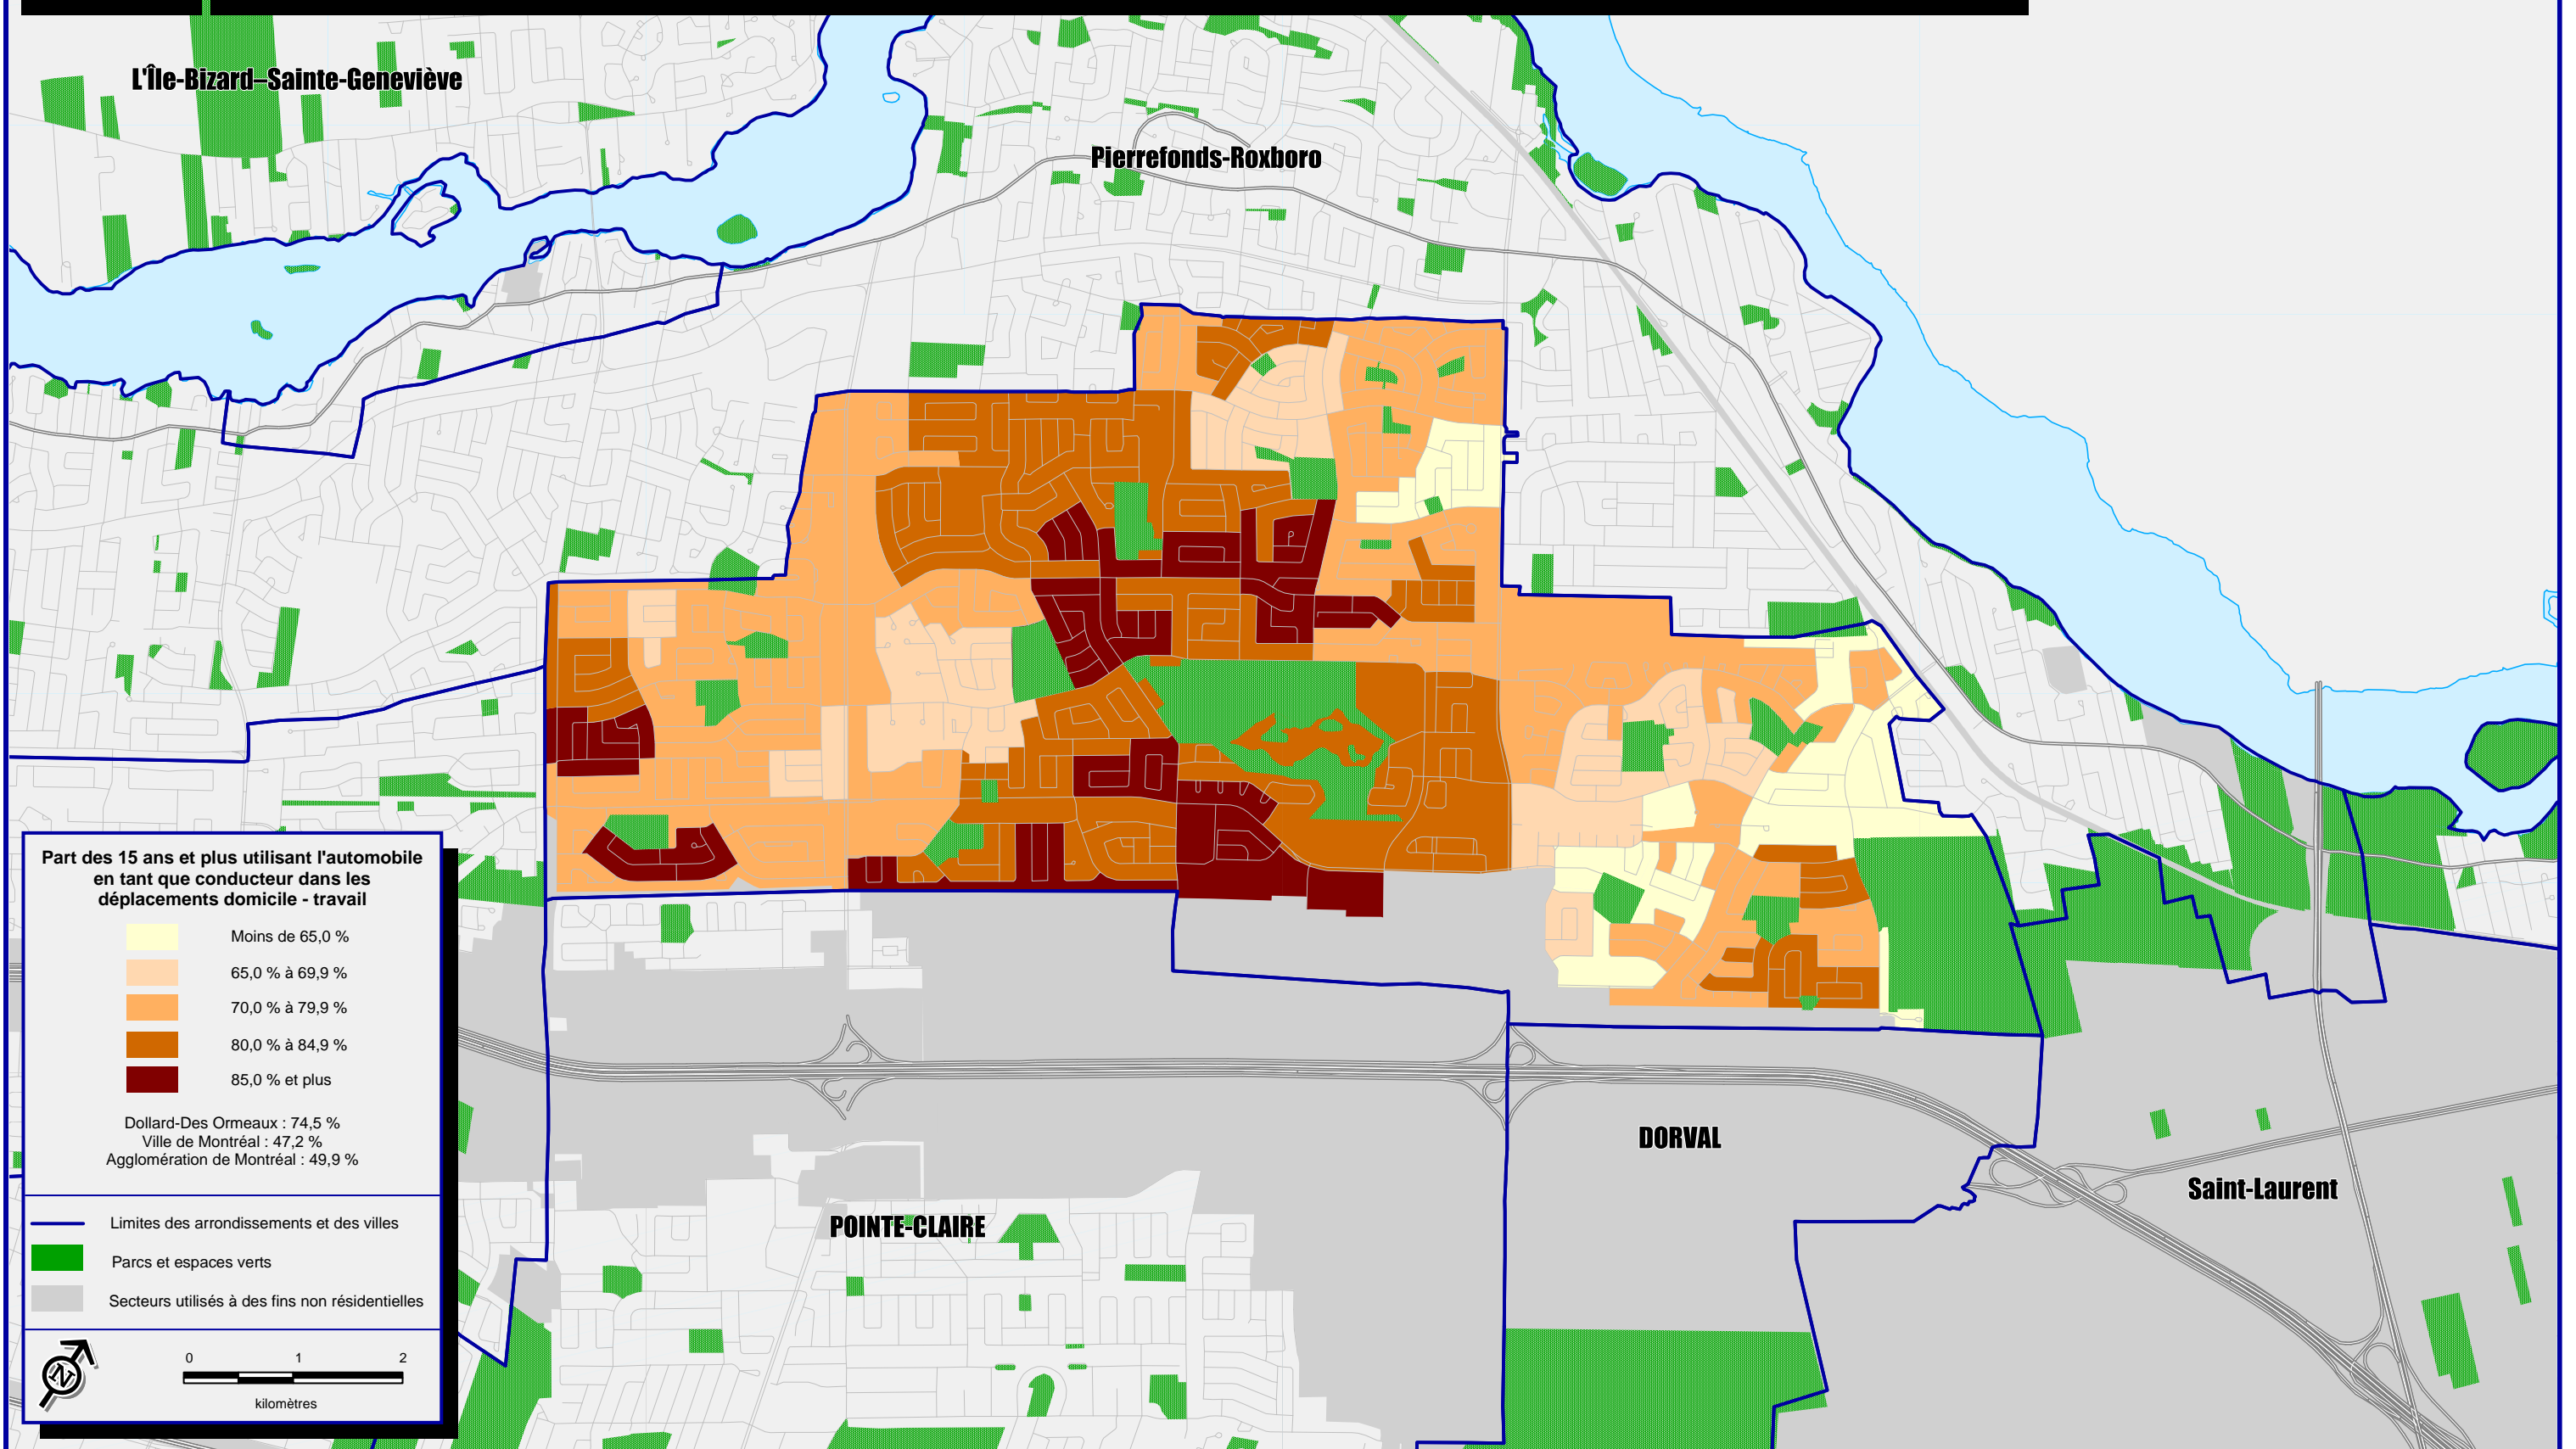 L'Île-Bizard–Sainte-Geneviève
Pierrefonds-Roxboro
Part des 15 ans et plus utilisant l'automobile
en tant que conducteur dans les
déplacements domicile - travail
Moins de 65,0 %
65,0 % à 69,9 %
70,0 % à 79,9 %
80,0 % à 84,9 %
85,0 % et plus
Dollard-Des Ormeaux : 74,5 %
Ville de Montréal : 47,2 %
Agglomération de Montréal : 49,9 %
Limites des arrondissements et des villes
Parcs et espaces verts
Secteurs utilisés à des fins non résidentielles
N
0 1 2
kilomètres
DORVAL
Saint-Laurent
POINTE-CLAIRE